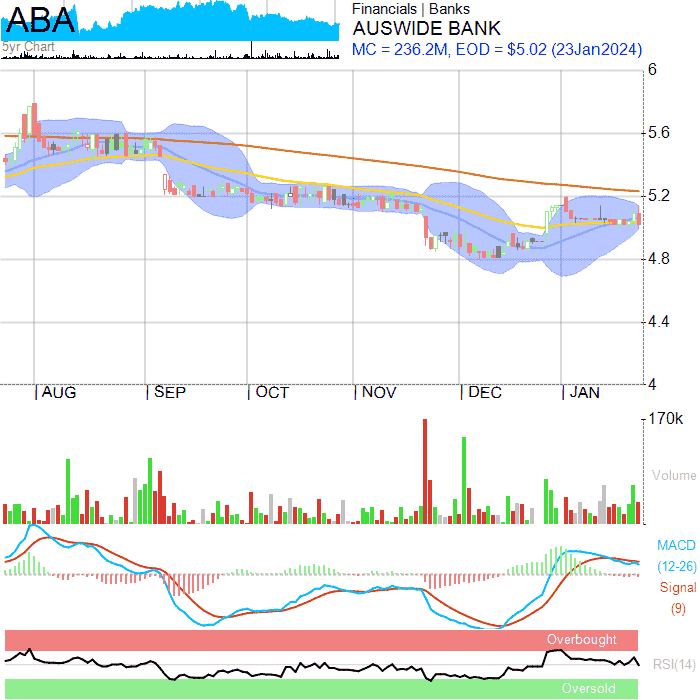 ABA
5yr Chart
Financials | Banks
AUSWIDE BANK
MC = 236.2M, EOD = $5.02 (23Jan2024)
6
5.6
5.2
4.8
4.4
4
| AUG | SEP | OCT | NOV | DEC | JAN
170k
Volume
MACD
(12-26)
Signal
(9)
Overbought
RSI(14)
Oversold